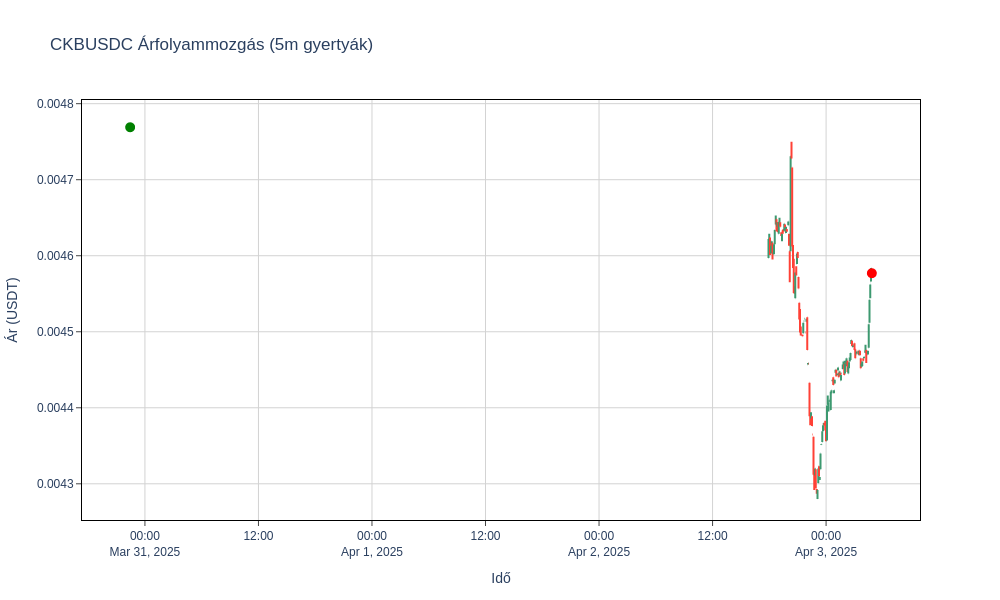 CKBUSDC Árfolyammozgás (5m gyertyák)
0.0048
0.0047
0.0046
0.0045
0.0044
0.0043
Ár (USDT)
00:00 12:00 00:00 12:00 00:00 12:00 00:00
Mar 31, 2025 Apr 1, 2025 Apr 2, 2025 Apr 3, 2025
Idő